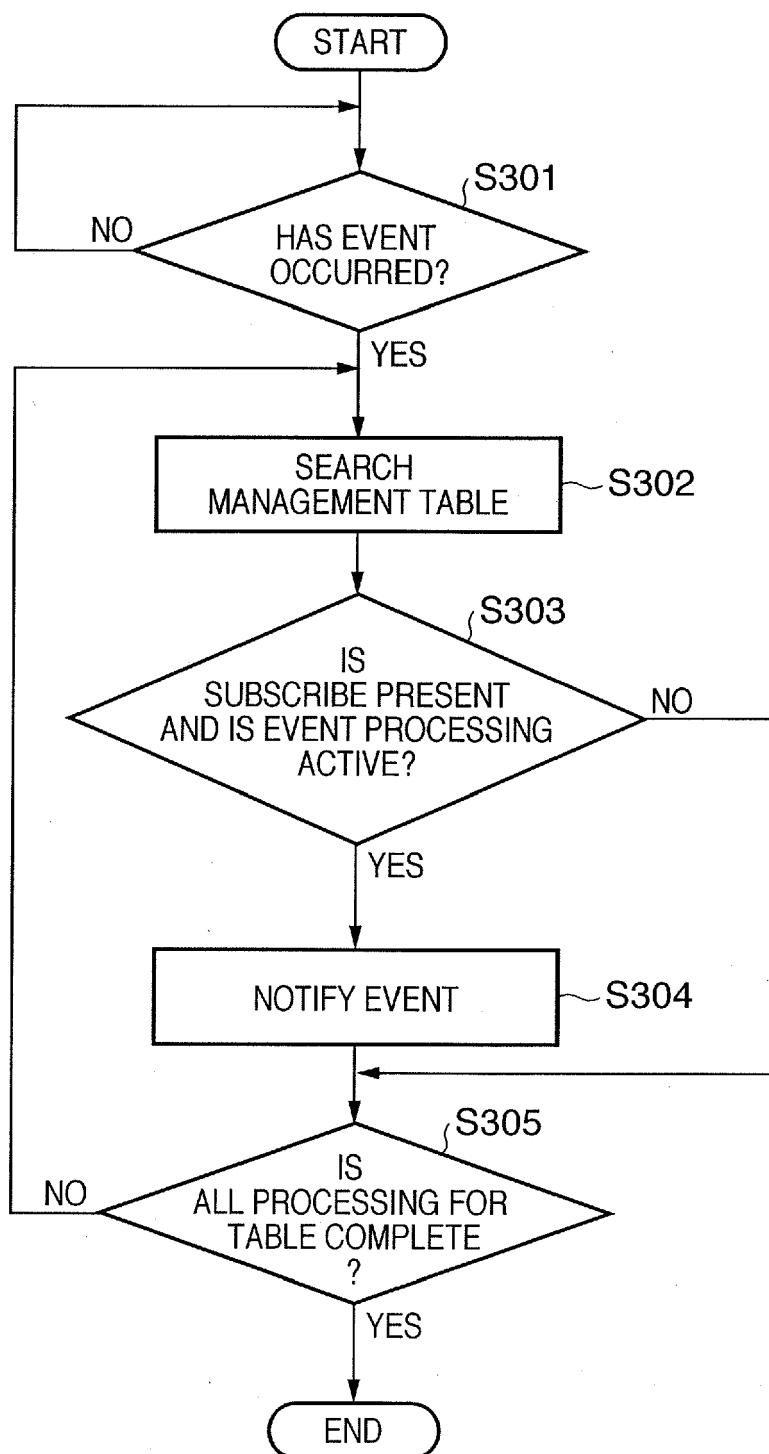 START
S301
NO
HAS EVENT
OCCURRED?
YES
SEARCH
MANAGEMENT TABLE
S302
S303
IS
SUBSCRIBE PRESENT
AND IS EVENT PROCESSING
ACTIVE?
NO
YES
NOTIFY EVENT
S304
S305
IS
ALL PROCESSING FOR
TABLE COMPLETE
?
NO
YES
END